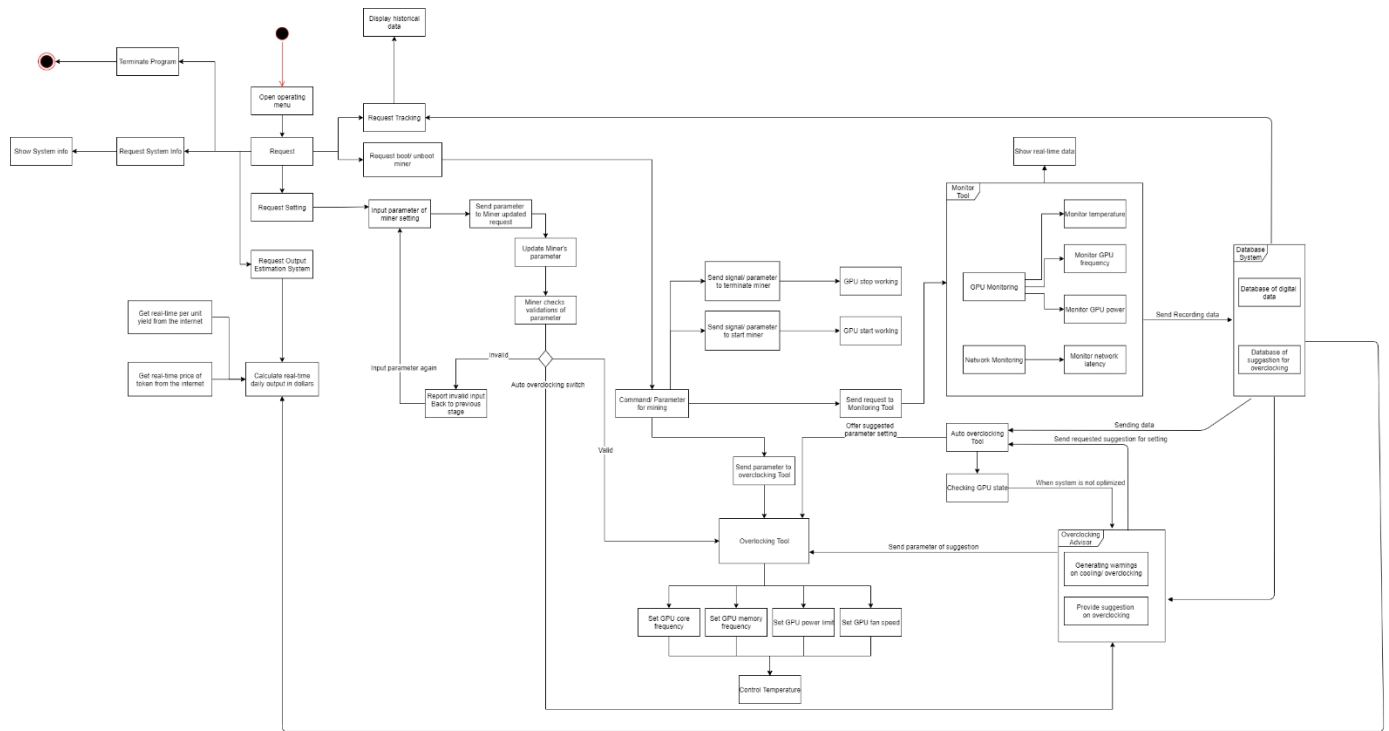 Display historical
data
Terminate Program
Open operating
menu
Request Tracking
Show System info
Request System Info
Request
Request boot/ unboot
miner
Show real-time data
Request Setting
Input parameter of
miner setting
Send parameter
to Miner updated
request
Monitor
Tool
Monitor temperature
Update Miner's
parameter
Request Output
Estimation System
Monitor GPU
frequency
Database
System
Send signal/ parameter
to terminate miner
GPU stop working
GPU Monitoring
Database of digital
data
Get real-time per unit
yield from the internet
Miner checks
validations of
parameter
Monitor GPU power
Send Recording data
Send signal/ parameter
to start miner
GPU start working
Network Monitoring
Monitor network
latency
Database of
suggestion for
overclocking
Invalid
Input parameter again
Auto overclocking switch
Get real-time price of
token from the internet
Calculate real-time
daily output in dollars
Report invalid input
Back to previous
stage
Command/ Parameter
for mining
Send request to
Monitoring Tool
Sending data
Offer suggested
parameter setting
Auto overclocking
Tool
Send requested suggestion for setting
Valid
Send parameter to
overclocking Tool
Checking GPU state
When system is not optimized
Overlocking Tool
Send parameter of suggestion
Overclocking
Advisor
Generating warnings
on cooling/ overclocking
Provide suggestion
on overclocking
Set GPU core
frequency
Set GPU memory
frequency
Set GPU power limit
Set GPU fan speed
Control Temperature